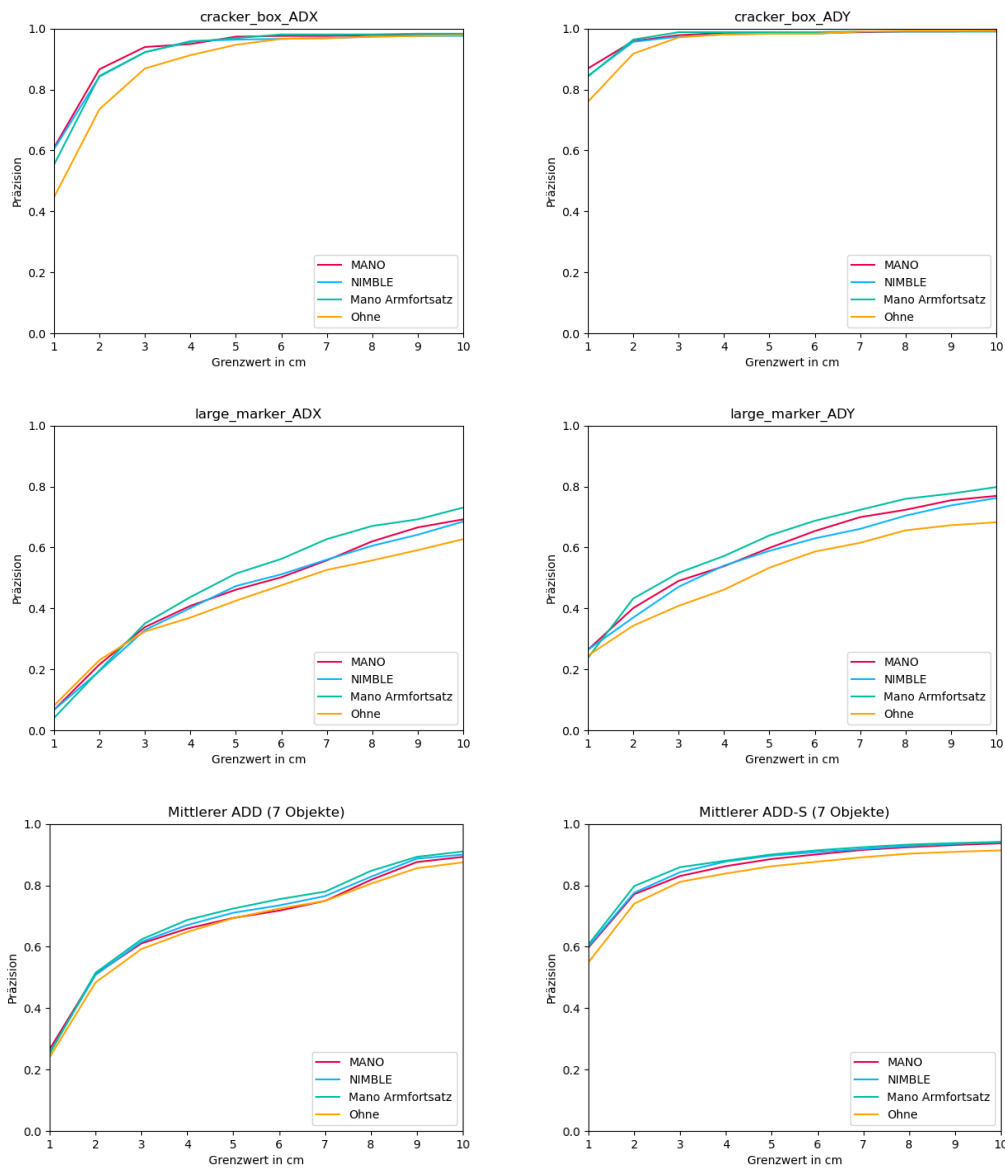 cracker_box_ADX
1.0
0.8
0.6
0.4
0.2
0.0
Präzision
1 2 3 4 5 6 7 8 9 10
Grenzwert in cm
MANO
NIMBLE
Mano Armfortsatz
Ohne
cracker_box_ADY
1.0
0.8
0.6
0.4
0.2
0.0
Präzision
1 2 3 4 5 6 7 8 9 10
Grenzwert in cm
MANO
NIMBLE
Mano Armfortsatz
Ohne
large_marker_ADX
1.0
0.8
0.6
0.4
0.2
0.0
Präzision
1 2 3 4 5 6 7 8 9 10
Grenzwert in cm
MANO
NIMBLE
Mano Armfortsatz
Ohne
large_marker_ADY
1.0
0.8
0.6
0.4
0.2
0.0
Präzision
1 2 3 4 5 6 7 8 9 10
Grenzwert in cm
MANO
NIMBLE
Mano Armfortsatz
Ohne
Mittlerer ADD (7 Objekte)
1.0
0.8
0.6
0.4
0.2
0.0
Präzision
1 2 3 4 5 6 7 8 9 10
Grenzwert in cm
MANO
NIMBLE
Mano Armfortsatz
Ohne
Mittlerer ADD-S (7 Objekte)
1.0
0.8
0.6
0.4
0.2
0.0
Präzision
1 2 3 4 5 6 7 8 9 10
Grenzwert in cm
MANO
NIMBLE
Mano Armfortsatz
Ohne